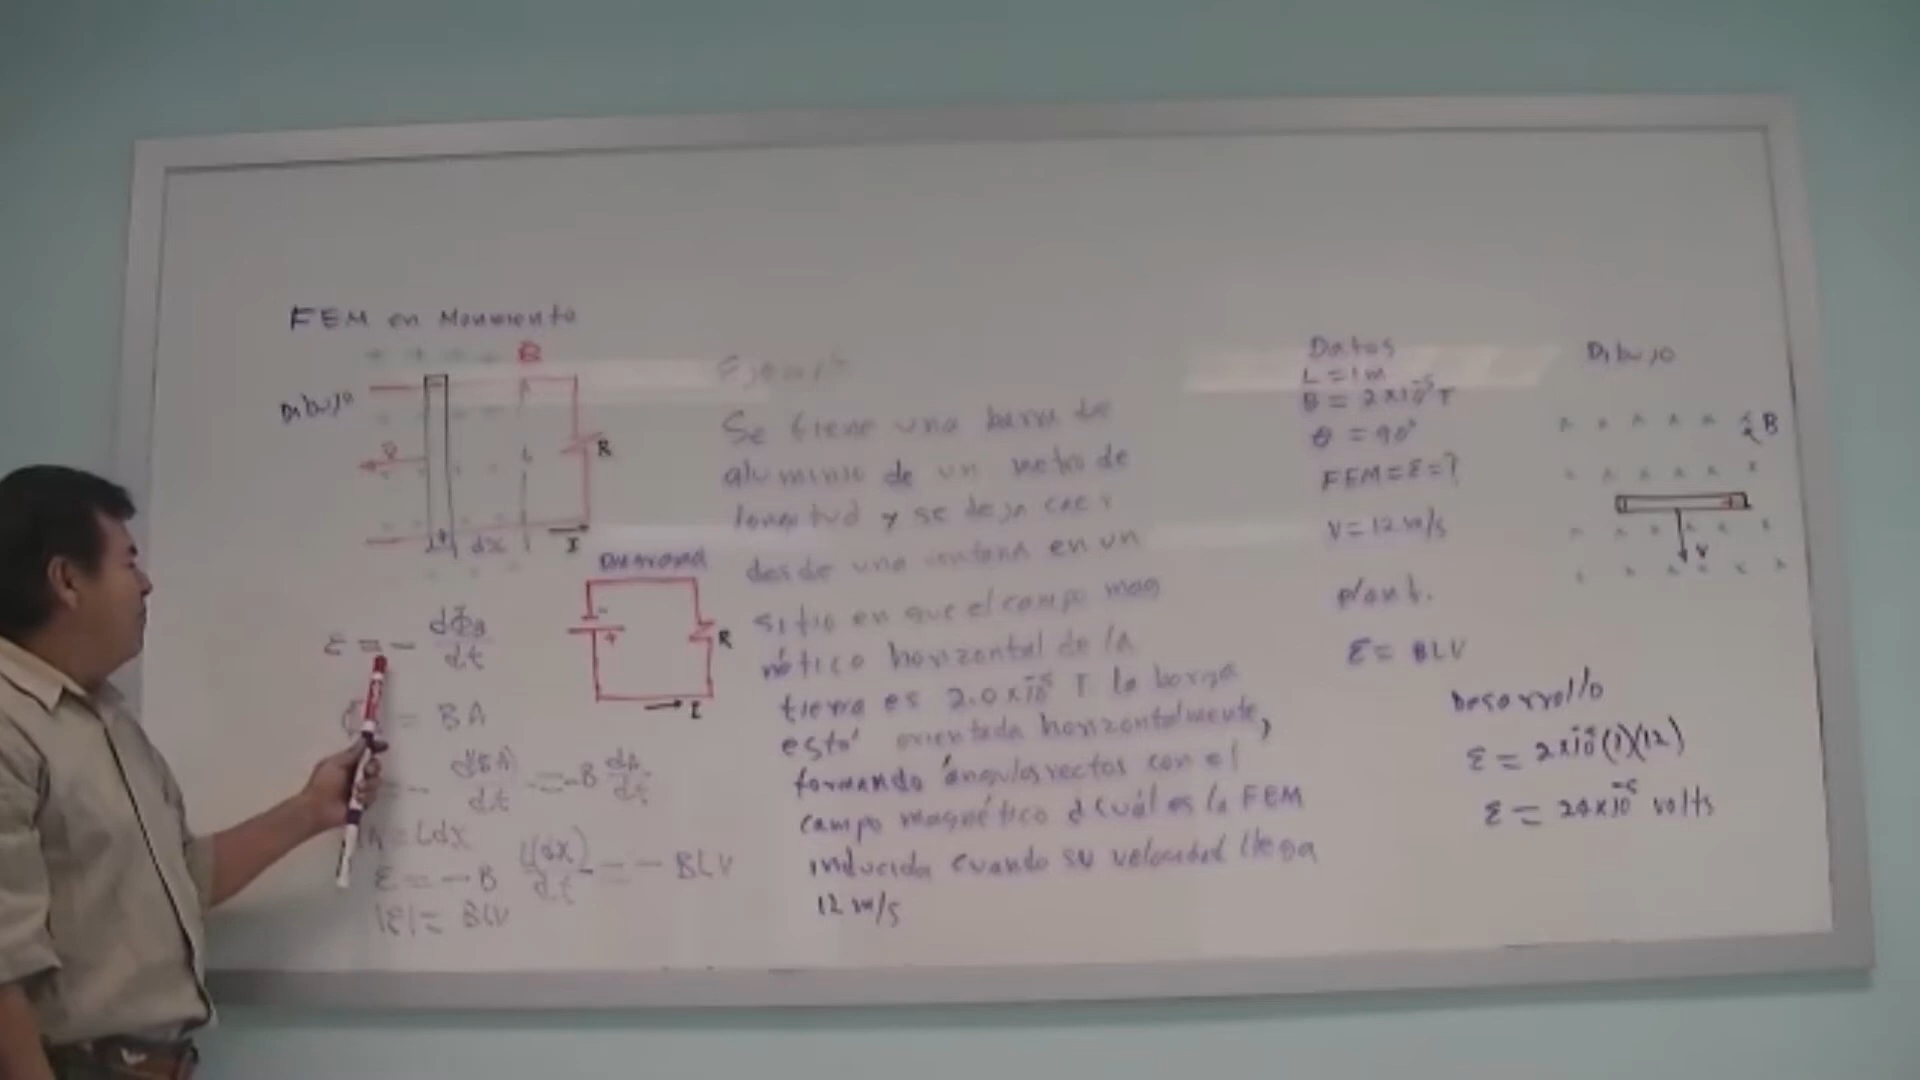 FEM en Movimiento
B
Dibujo
V
R
L
dx
I
Diagrama
-
+
R
I
ε = - dΦB/dt
= BA
= - d(BA)/dt = -B dA/dt
A = Ldx
ε = -B L(dx)/dt = - BLV
|ε| = BLV
Ejemplo
Se tiene una barra de
aluminio de un metro de
longitud y se deja caer
desde una ventana en un
sitio en que el campo mag
nético horizontal de la
tierra es 2.0x10⁻⁵ T la barra
está orientada horizontalmente,
formando ángulos rectos con el
campo magnético ¿cuál es la FEM
inducida cuando su velocidad llega
12 m/s
Datos
L = 1m
B = 2x10⁻⁵ T
θ = 90°
FEM = ε = ?
V = 12 m/s
plant.
ε = BLV
Desarrollo
ε = 2x10⁻⁵(1)(12)
ε = 24x10⁻⁵ volts
Dibujo
B
V